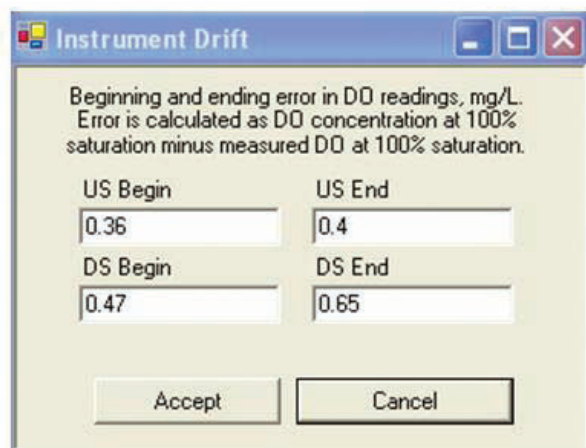 Instrument Drift
Beginning and ending error in DO readings, mg/L.
Error is calculated as DO concentration at 100%
saturation minus measured DO at 100% saturation.
US Begin US End
0.36 0.4
DS Begin DS End
0.47 0.65
Accept Cancel